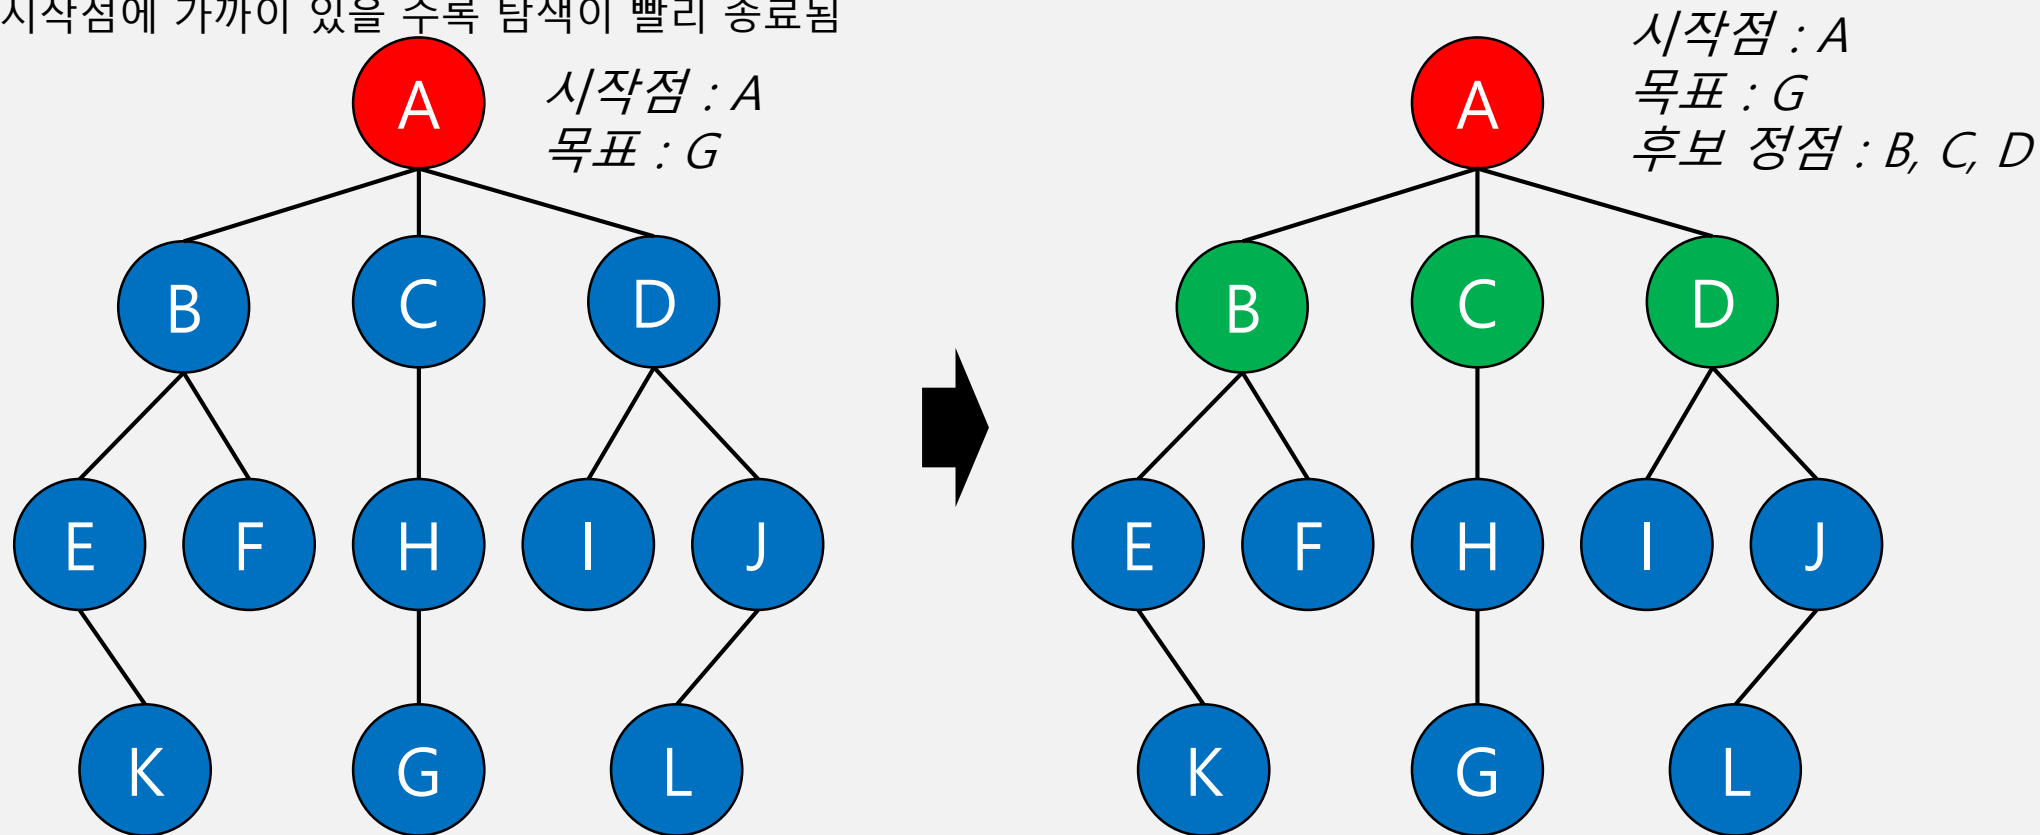 시작점에 가까이 있을 수록 탐색이 빨리 종료됨
시작점 : A
목표 : G
A
B C D
E F H I J
K G L
시작점 : A
목표 : G
후보 정점 : B, C, D
A
B C D
E F H I J
K G L